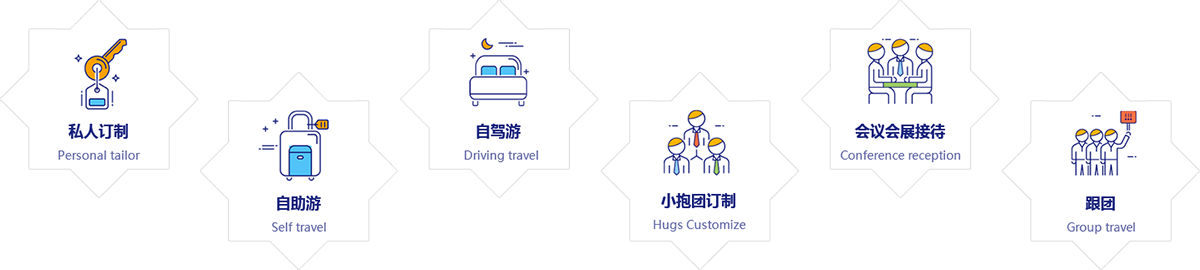 私人订制
Personal tailor
自助游
Self travel
自驾游
Driving travel
小抱团订制
Hugs Customize
会议会展接待
Conference reception
跟团
Group travel